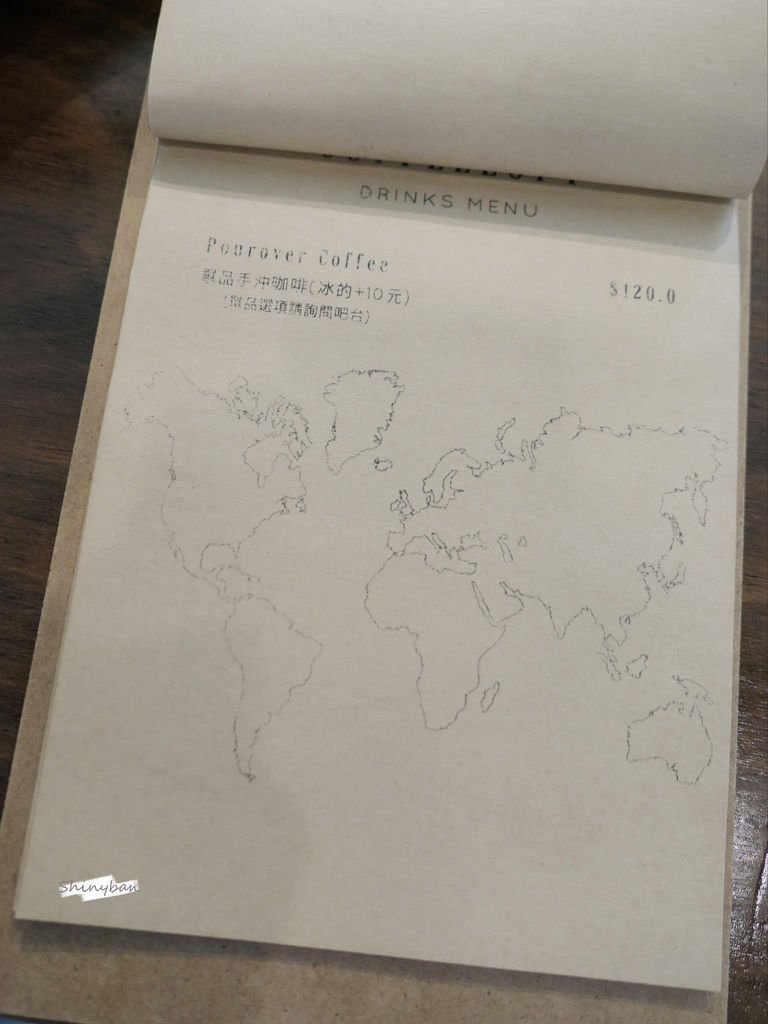 DRINKS MENU
Pourover Coffee
單品手沖咖啡(冰的+10元)
$120.0
(單品選項請詢問吧台)
Shinyban